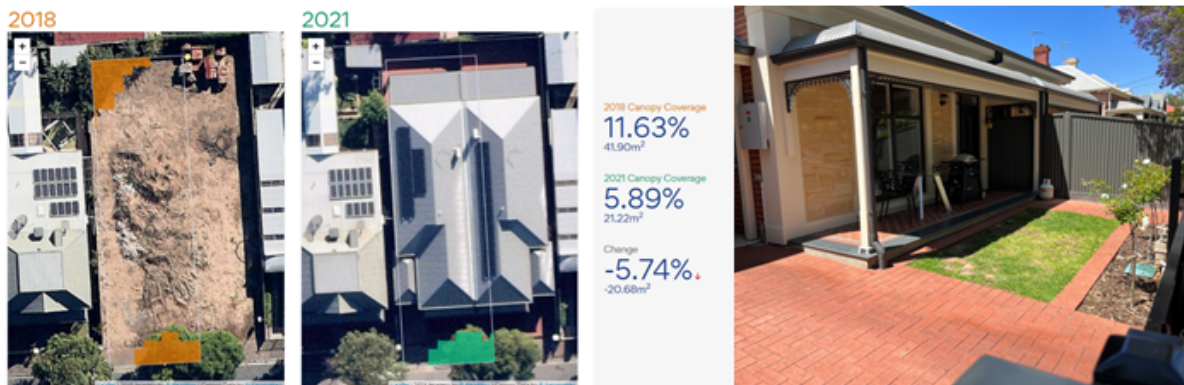 2018
2021
+
−
+
−
2018 Canopy Coverage
11.63%
41.90m²
2021 Canopy Coverage
5.89%
21.22m²
Change
-5.74%↓
-20.68m²